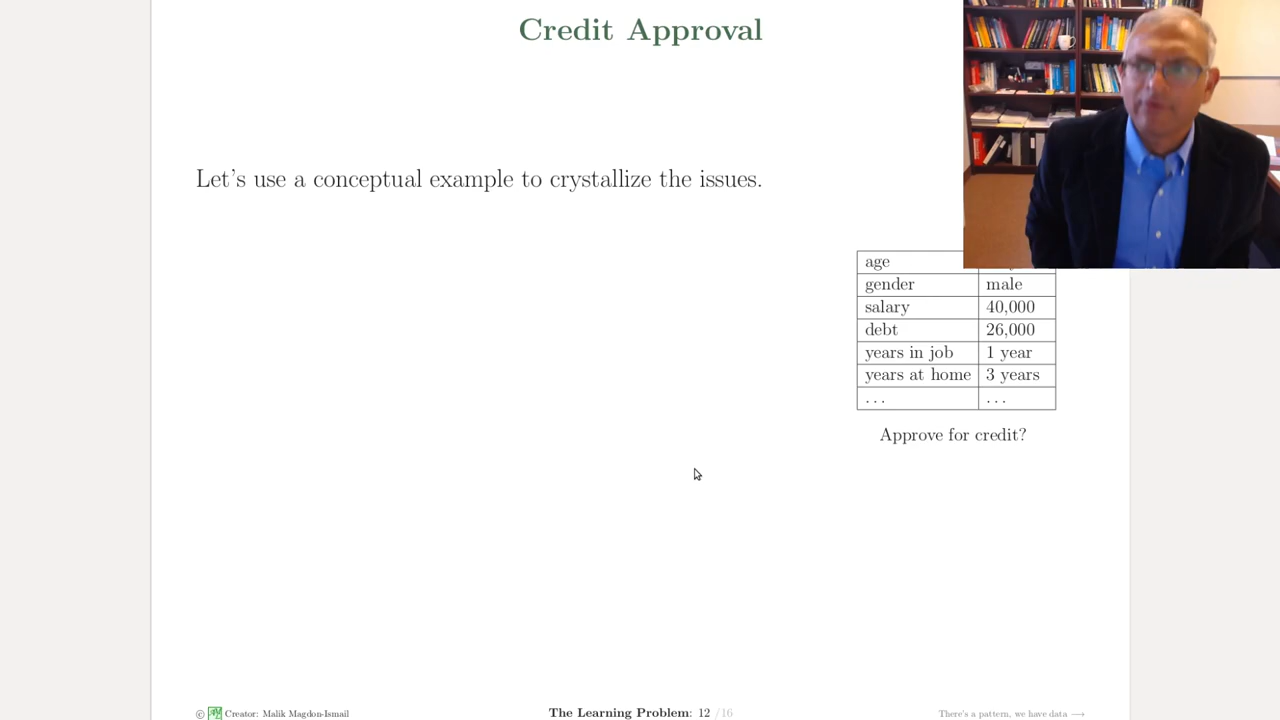 Credit Approval
Let's use a conceptual example to crystallize the issues.
age
gender male
salary 40,000
debt 26,000
years in job 1 year
years at home 3 years
... ...
Approve for credit?
© Creator: Malik Magdon-Ismail The Learning Problem: 12 /16 There's a pattern, we have data ⟶